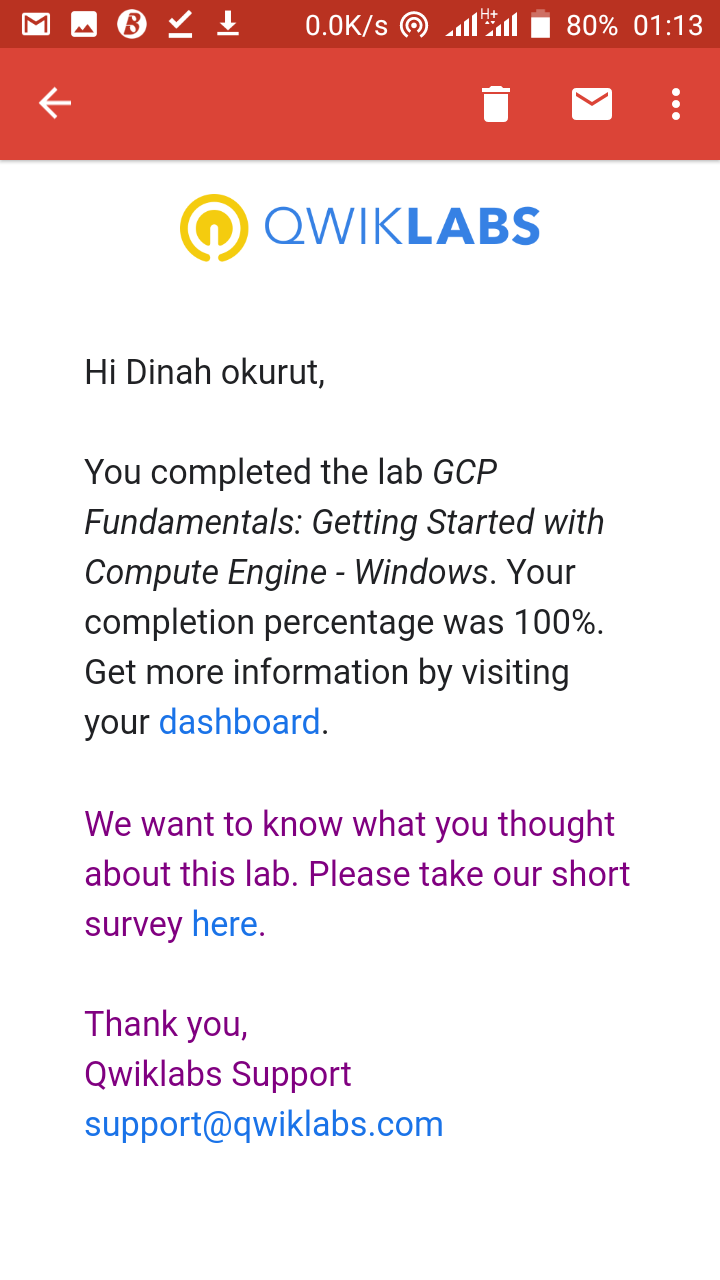 0.0K/s H+ 80% 01:13
QWIKLABS
Hi Dinah okurut,
You completed the lab GCP
Fundamentals: Getting Started with
Compute Engine - Windows. Your
completion percentage was 100%.
Get more information by visiting
your dashboard.
We want to know what you thought
about this lab. Please take our short
survey here.
Thank you,
Qwiklabs Support
support@qwiklabs.com